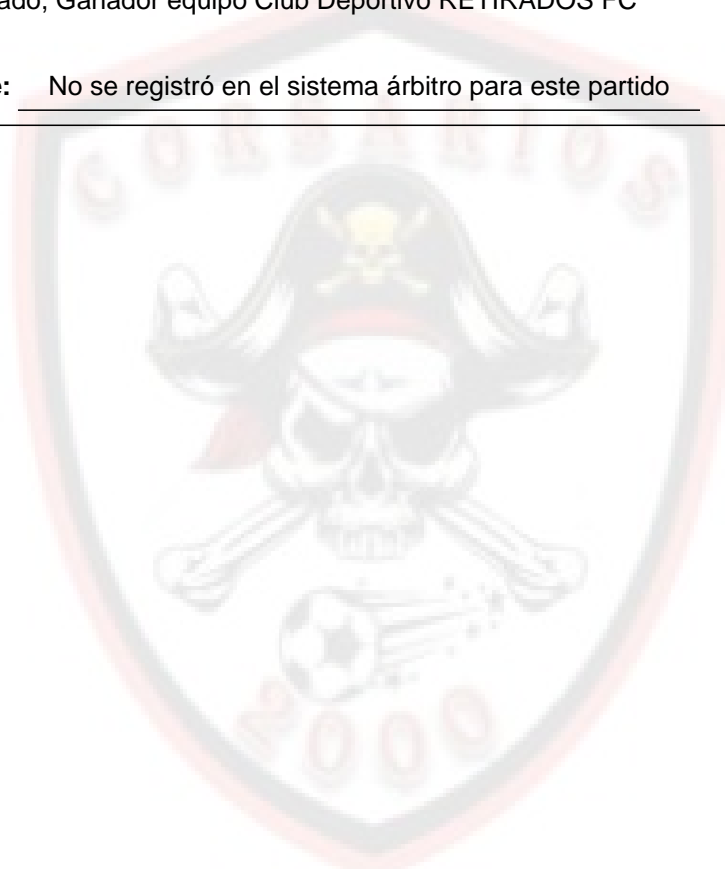 ado, Ganador equipo Club Deportivo RETIRADOS FC
: No se registró en el sistema árbitro para este partido
CORSARIOS
2000